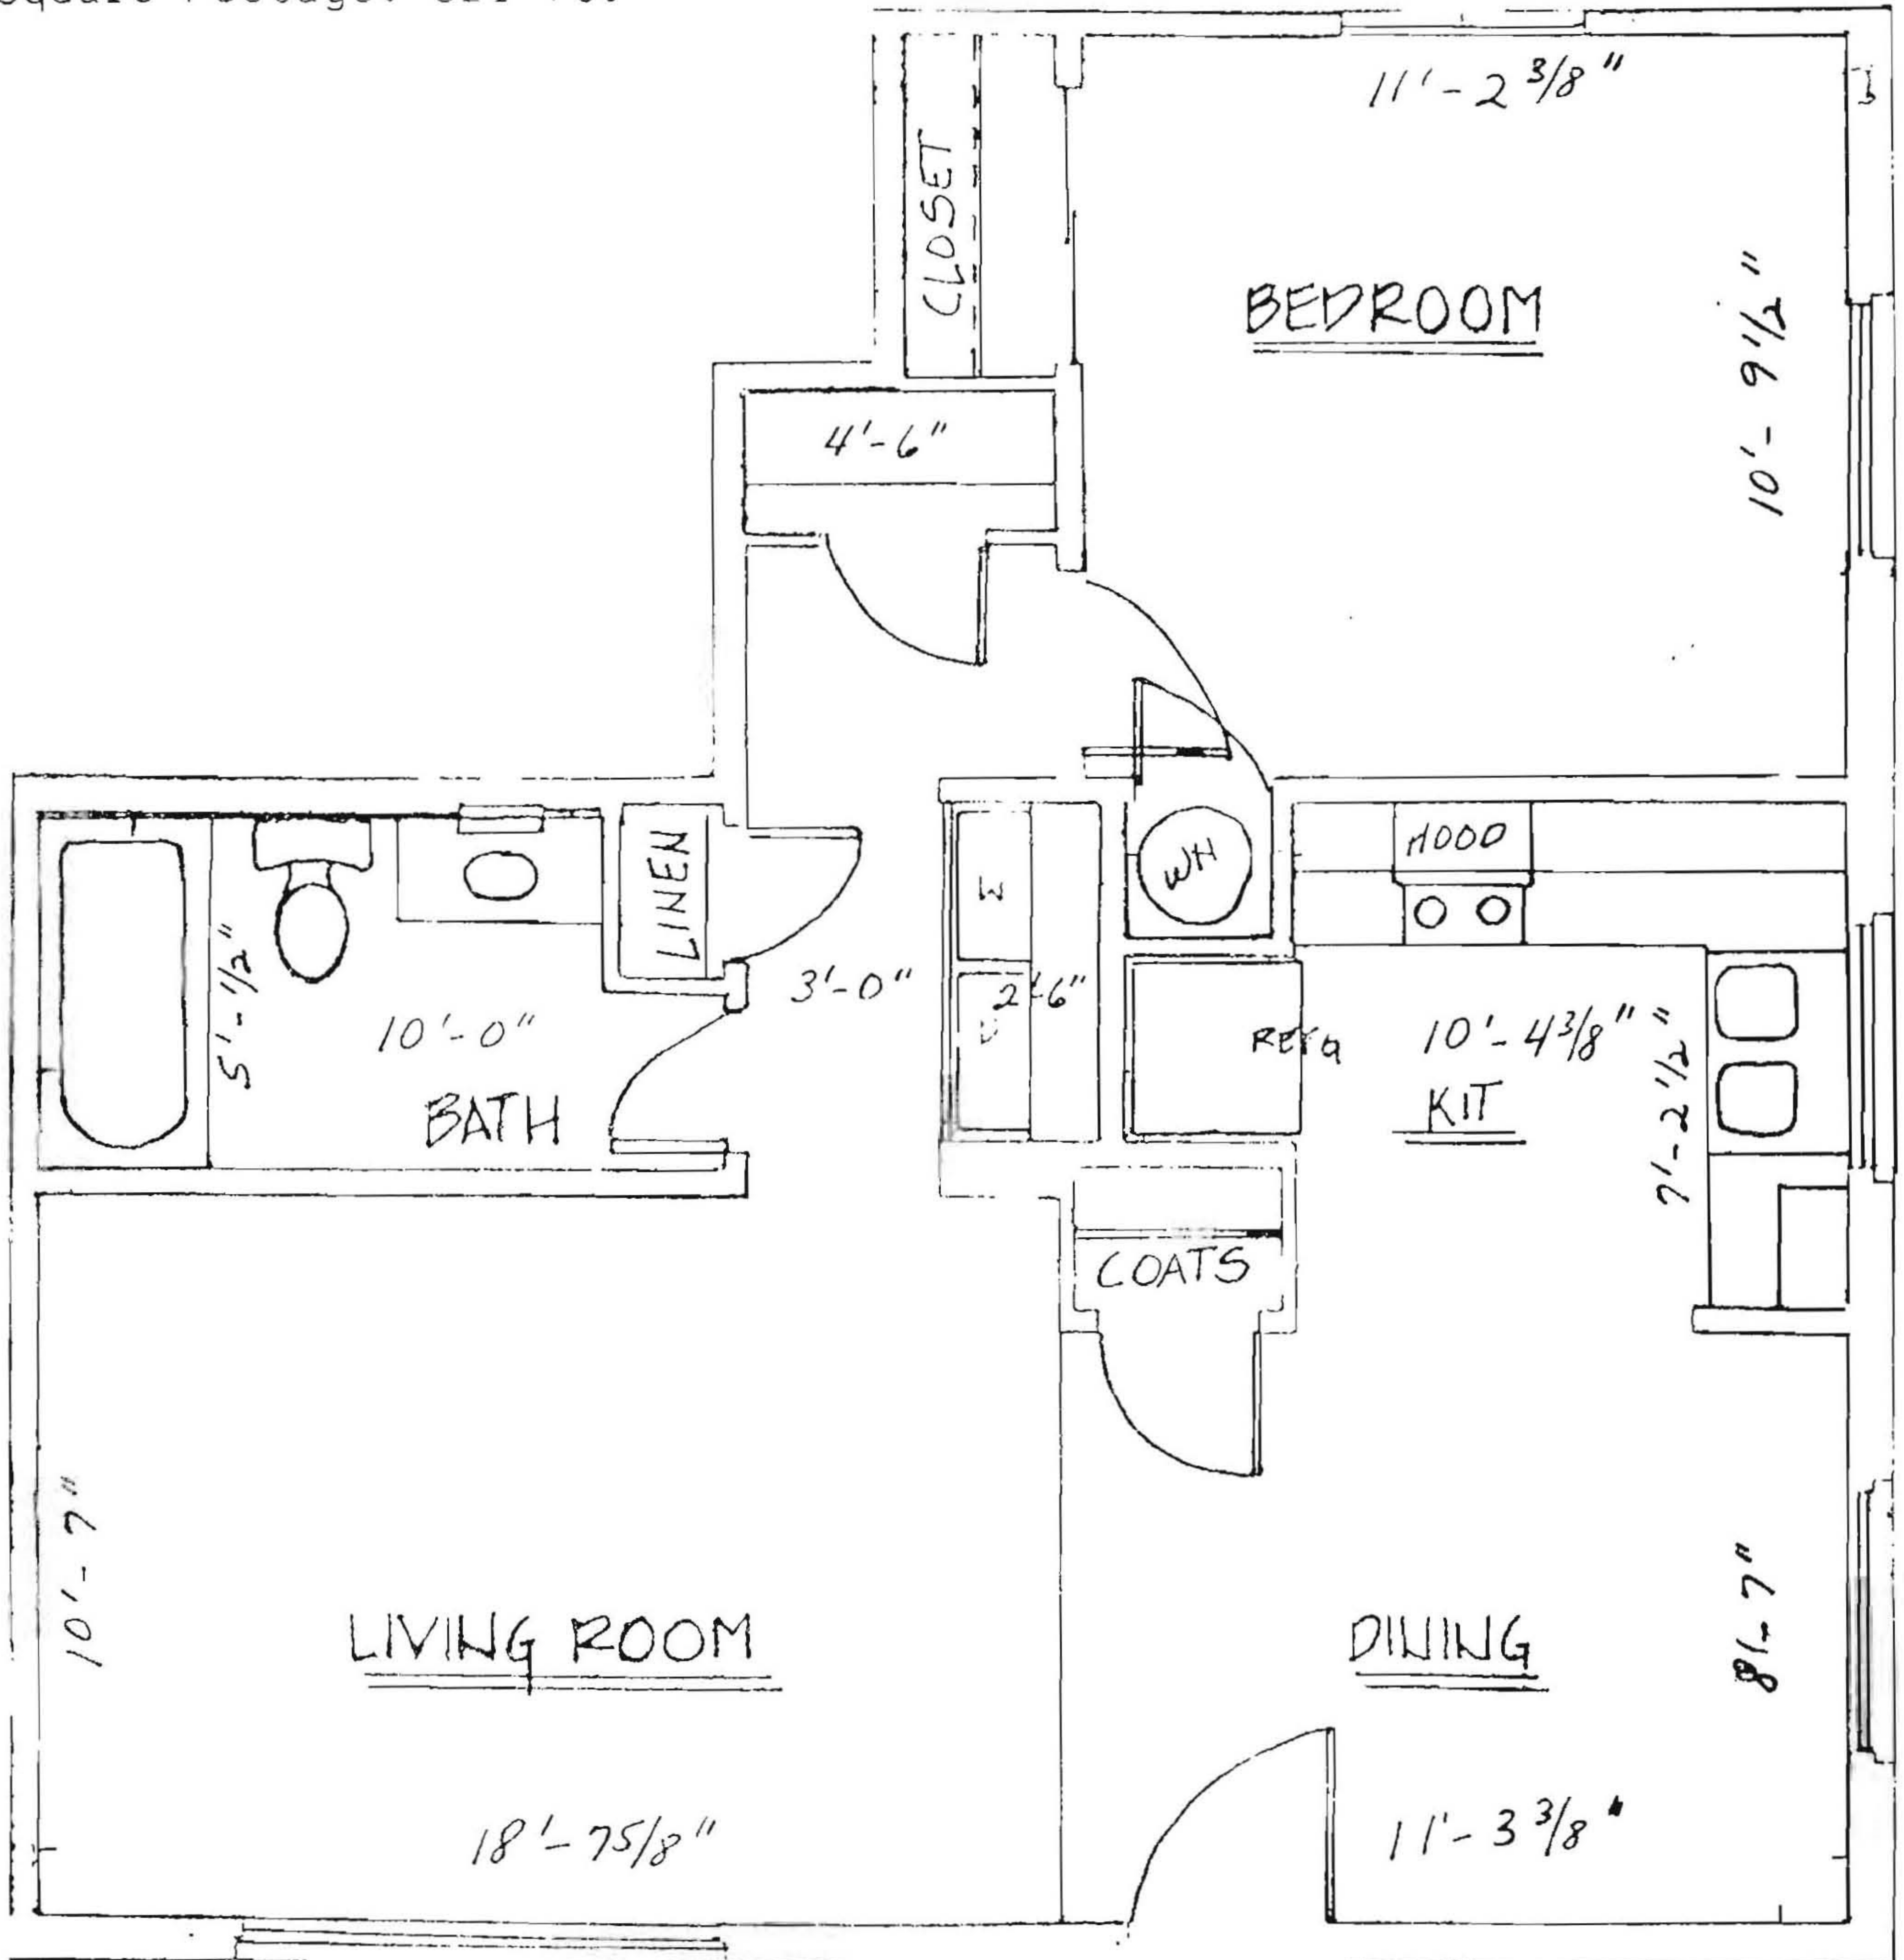 11'-2 3/8"
CLOSET
BEDROOM
10'-9 1/2"
4'-6"
HOOD
WH
LINEN
W
5'-1/2"
3'-0"
2'-6"
10'-0"
REFG
10'-4 3/8"
7'-2 1/2"
BATH
KIT
COATS
10'-7"
LIVING ROOM
DINING
8'-7"
18'-7 5/8"
11'-3 3/8"